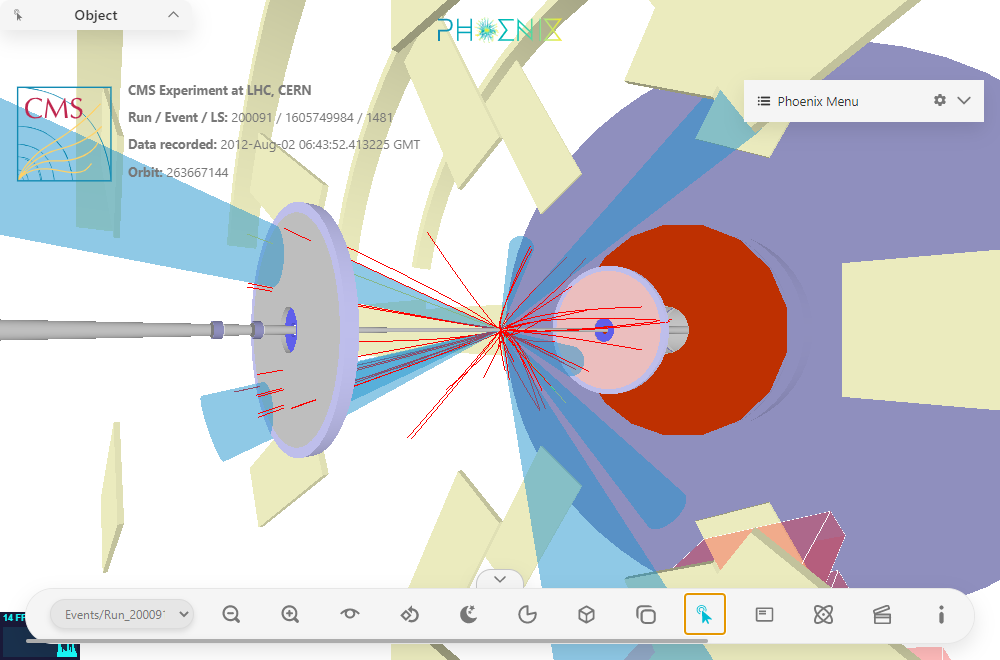 Object
PHOENIX
CMS
CMS Experiment at LHC, CERN
Run / Event / LS: 200091 / 1605749984 / 1481
Data recorded: 2012-Aug-02 06:43:52.413225 GMT
Orbit: 263667144
Phoenix Menu
14 FP
Events/Run_20091